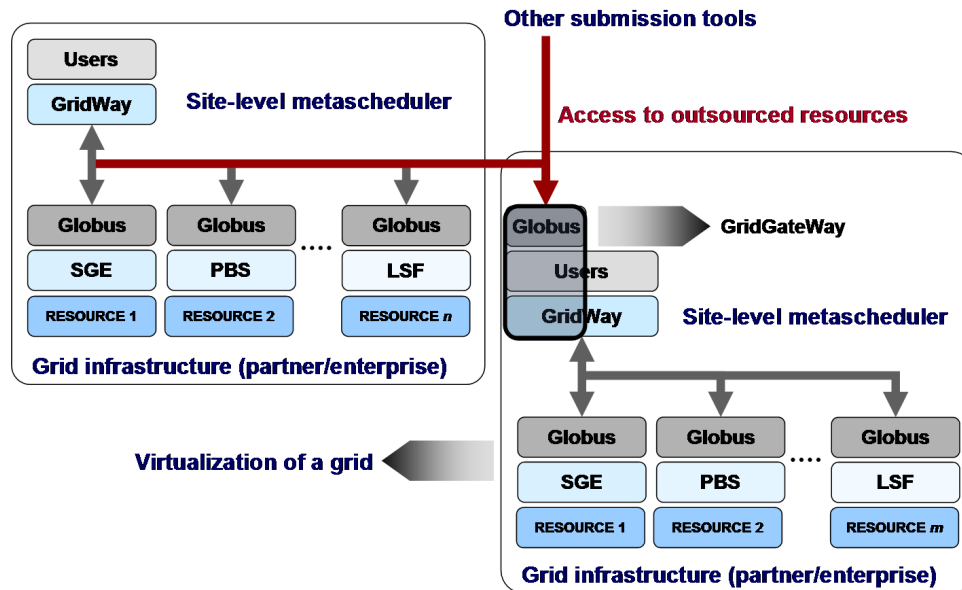 Other submission tools
Users
GridWay
Site-level metascheduler
Access to outsourced resources
Globus
Globus
....
Globus
SGE
PBS
LSF
RESOURCE 1
RESOURCE 2
RESOURCE n
Grid infrastructure (partner/enterprise)
Globus
GridGateWay
Users
GridWay
Site-level metascheduler
Virtualization of a grid
Globus
Globus
....
Globus
SGE
PBS
LSF
RESOURCE 1
RESOURCE 2
RESOURCE m
Grid infrastructure (partner/enterprise)